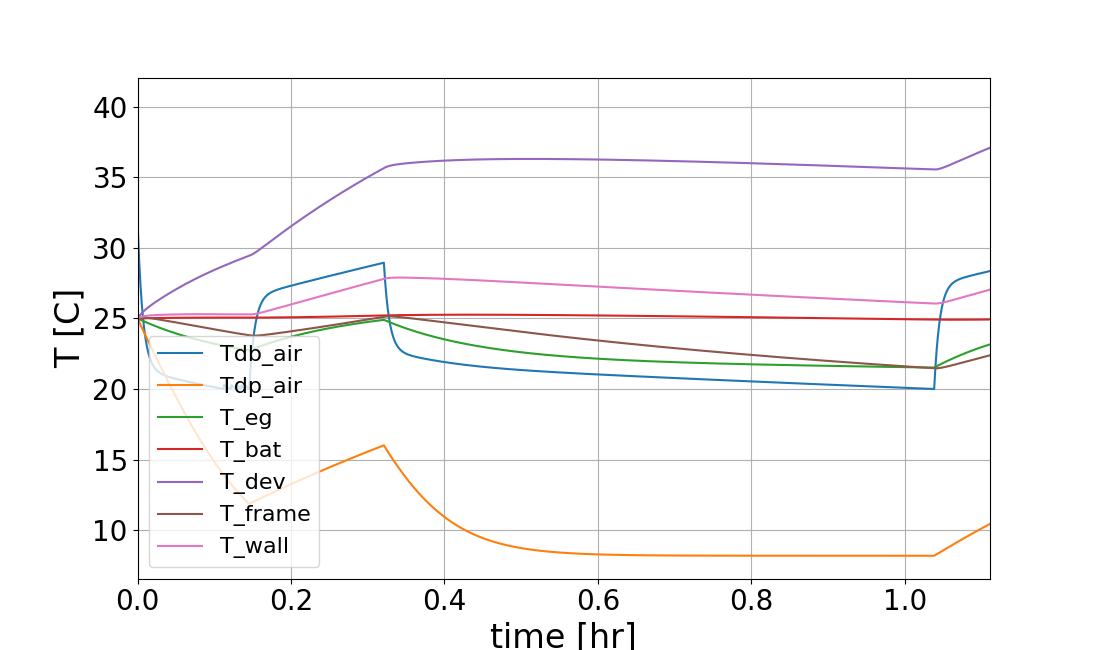 T [C]
40
35
30
25
20
15
10
Tdb_air
Tdp_air
T_eg
T_bat
T_dev
T_frame
T_wall
0.0 0.2 0.4 0.6 0.8 1.0
time [hr]